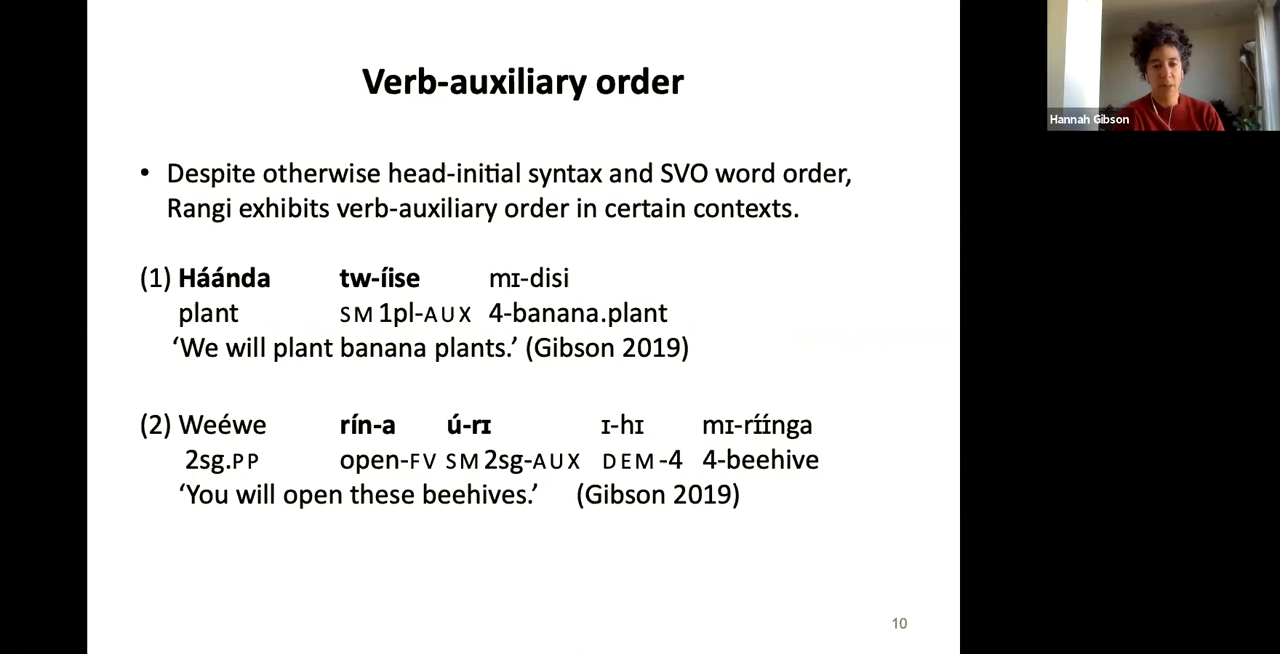 Verb-auxiliary order
• Despite otherwise head-initial syntax and SVO word order,
Rangi exhibits verb-auxiliary order in certain contexts.
(1) Háánda tw-íise mɪ-disi
plant SM1pl-AUX 4-banana.plant
‘We will plant banana plants.’ (Gibson 2019)
(2) Weéwe rín-a ú-rɪ ɪ-hɪ mɪ-rɪ́ɪ́nga
2sg.PP open-FV SM2sg-AUX DEM-4 4-beehive
‘You will open these beehives.’ (Gibson 2019)
10
Hannah Gibson